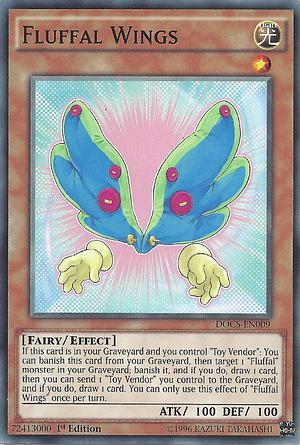 FLUFFAL WINGS
LIGHT
光
DOCS-EN009
[FAIRY/EFFECT]
If this card is in your Graveyard and you control "Toy Vendor": You
can banish this card from your Graveyard, then target 1 "Fluffal"
monster in your Graveyard; banish it, and if you do, draw 1 card,
then you can send 1 "Toy Vendor" you control to the Graveyard,
and if you do, draw 1 card. You can only use this effect of "Fluffal
Wings" once per turn.
ATK/ 100 DEF/ 100
72413000 1st Edition ©1996 KAZUKI TAKAHASHI